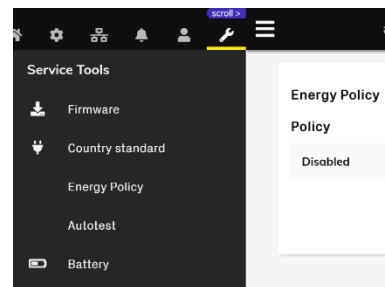 scroll >
Service Tools
Firmware
Country standard
Energy Policy
Autotest
Battery
Energy Policy
Policy
Disabled